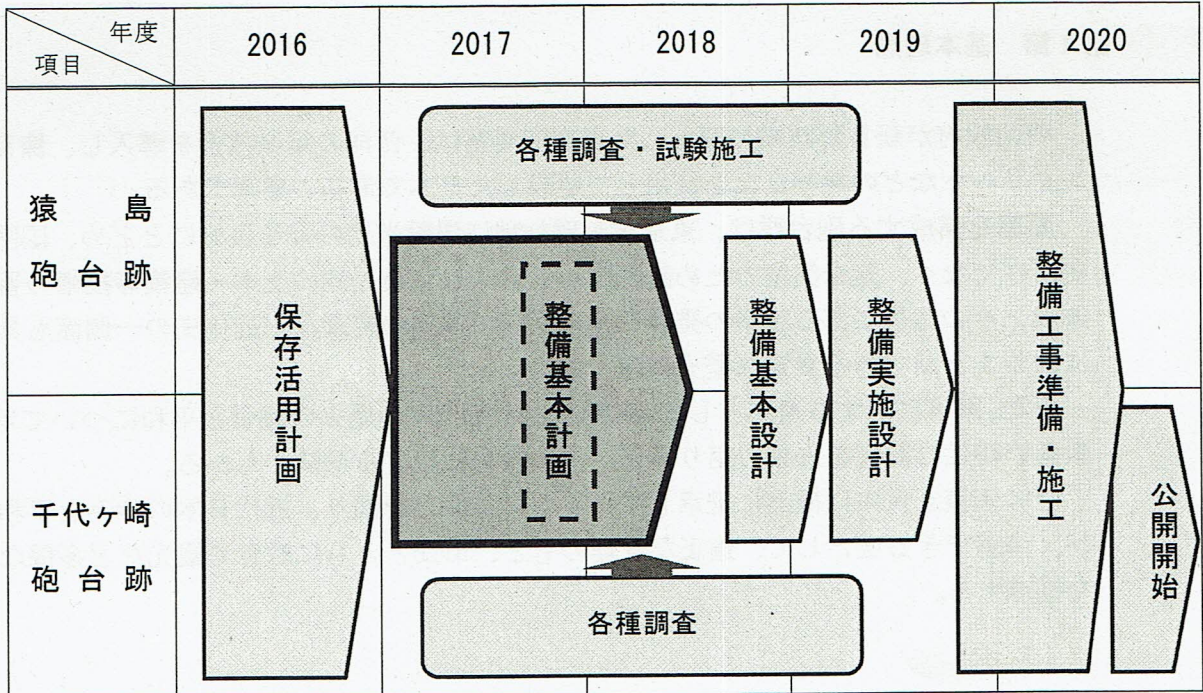 年度
項目
2016
2017
2018
2019
2020
猿島
砲台跡
千代ヶ崎
砲台跡
保存活用計画
各種調査・試験施工
整備基本計画
各種調査
整備基本設計
整備実施設計
整備工事準備・施工
公開開始